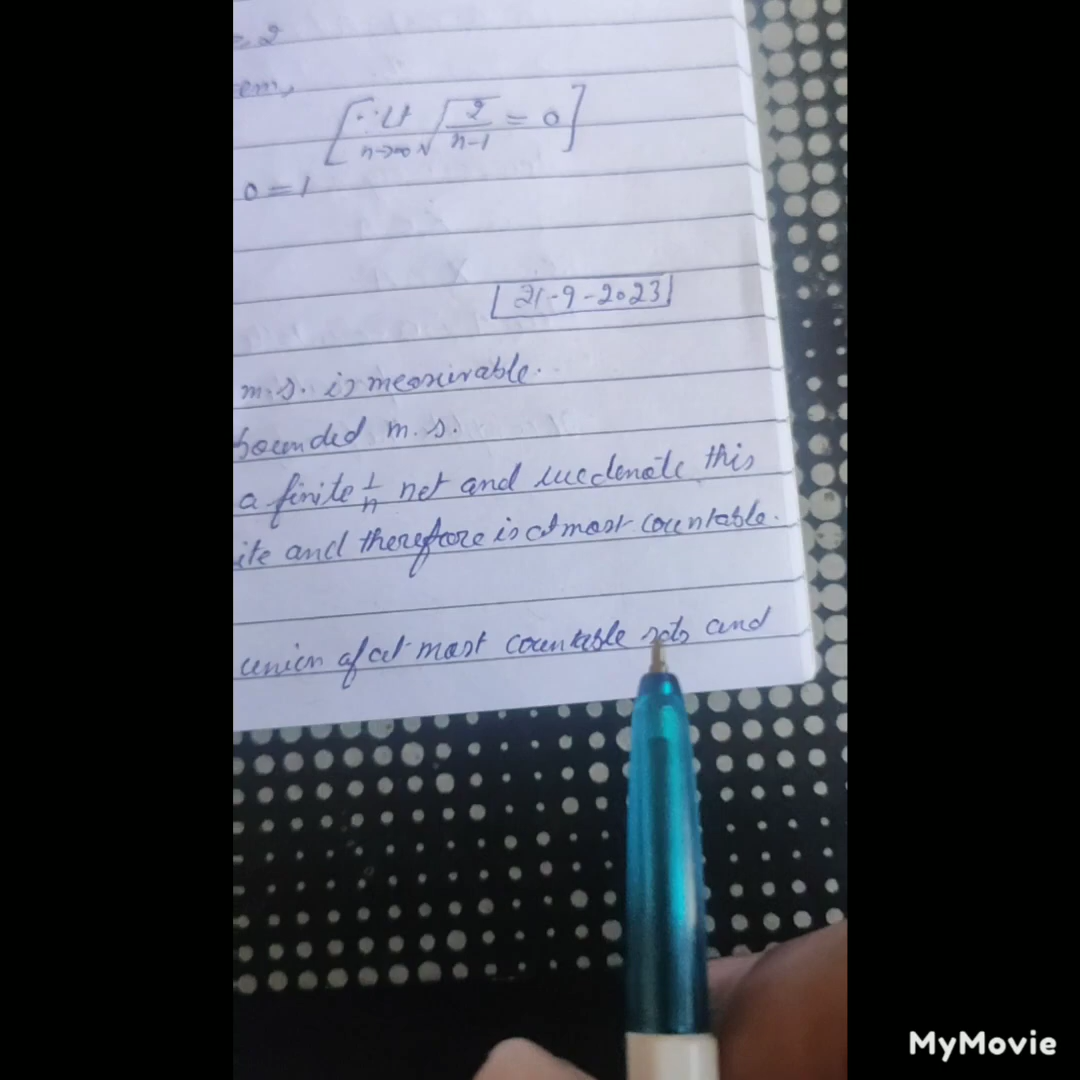 2
em,
[∵ Lt n→∞ √2/n-1 = 0]
0 = 1
21-9-2023
m.s. is measurable.
bounded m.s.
a finite 1/n net and we denote this
ite and therefore is at most countable.
union of at most countable sets and
MyMovie